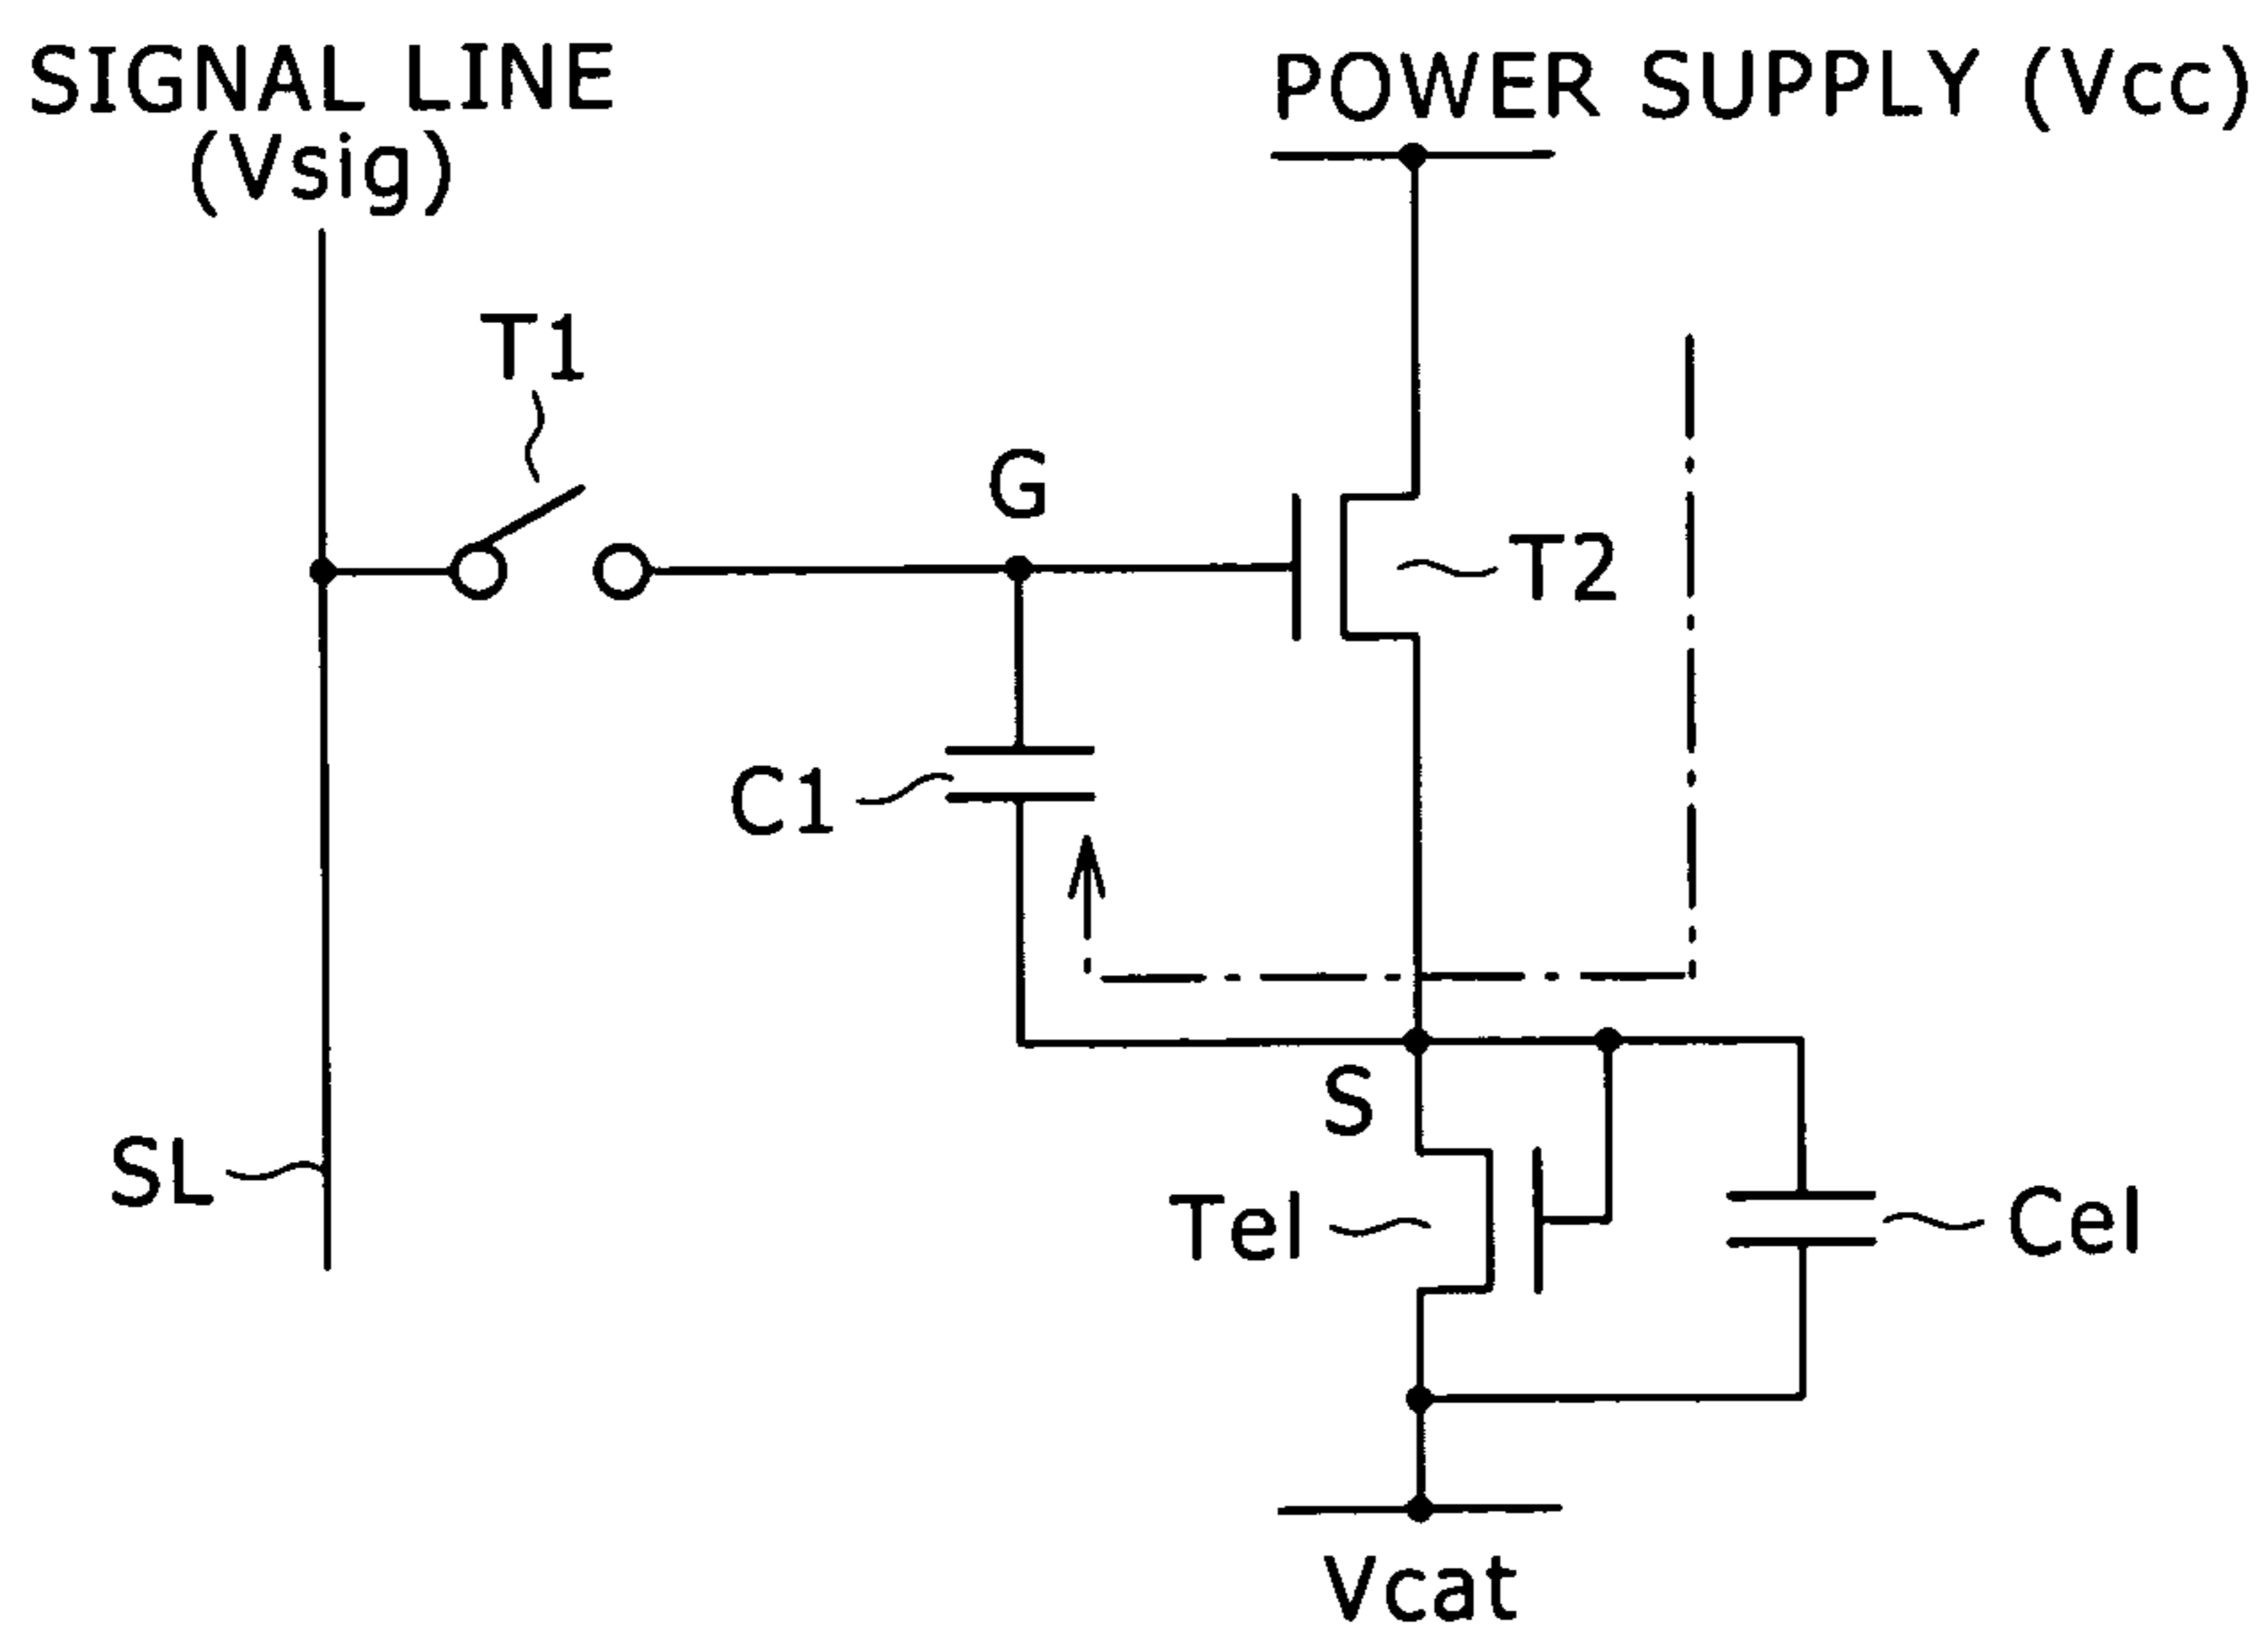 SIGNAL LINE
(Vsig)
POWER SUPPLY (Vcc)
T1
G
T2
C1
S
SL
Tel
Cel
Vcat